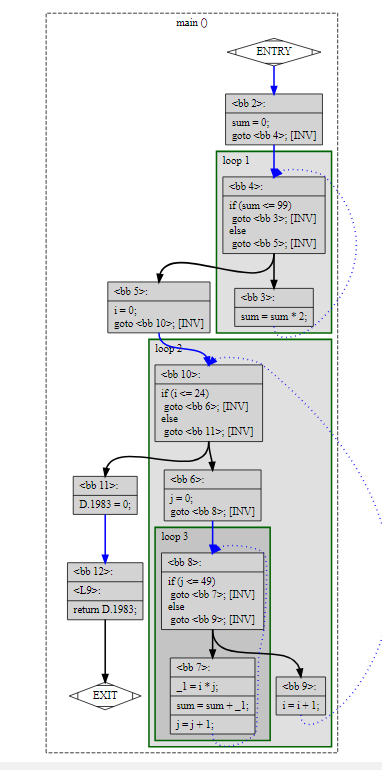 main ()
ENTRY
<bb 2>:
sum = 0;
goto <bb 4>; [INV]
loop 1
<bb 4>:
if (sum <= 99)
goto <bb 3>; [INV]
else
goto <bb 5>; [INV]
<bb 5>:
i = 0;
goto <bb 10>; [INV]
<bb 3>:
sum = sum * 2;
loop 2
<bb 10>:
if (i <= 24)
goto <bb 6>; [INV]
else
goto <bb 11>; [INV]
<bb 11>:
D.1983 = 0;
<bb 6>:
j = 0;
goto <bb 8>; [INV]
loop 3
<bb 8>:
if (j <= 49)
goto <bb 7>; [INV]
else
goto <bb 9>; [INV]
<bb 12>:
<L9>:
return D.1983;
<bb 7>:
_1 = i * j;
sum = sum + _1;
j = j + 1;
<bb 9>:
i = i + 1;
EXIT